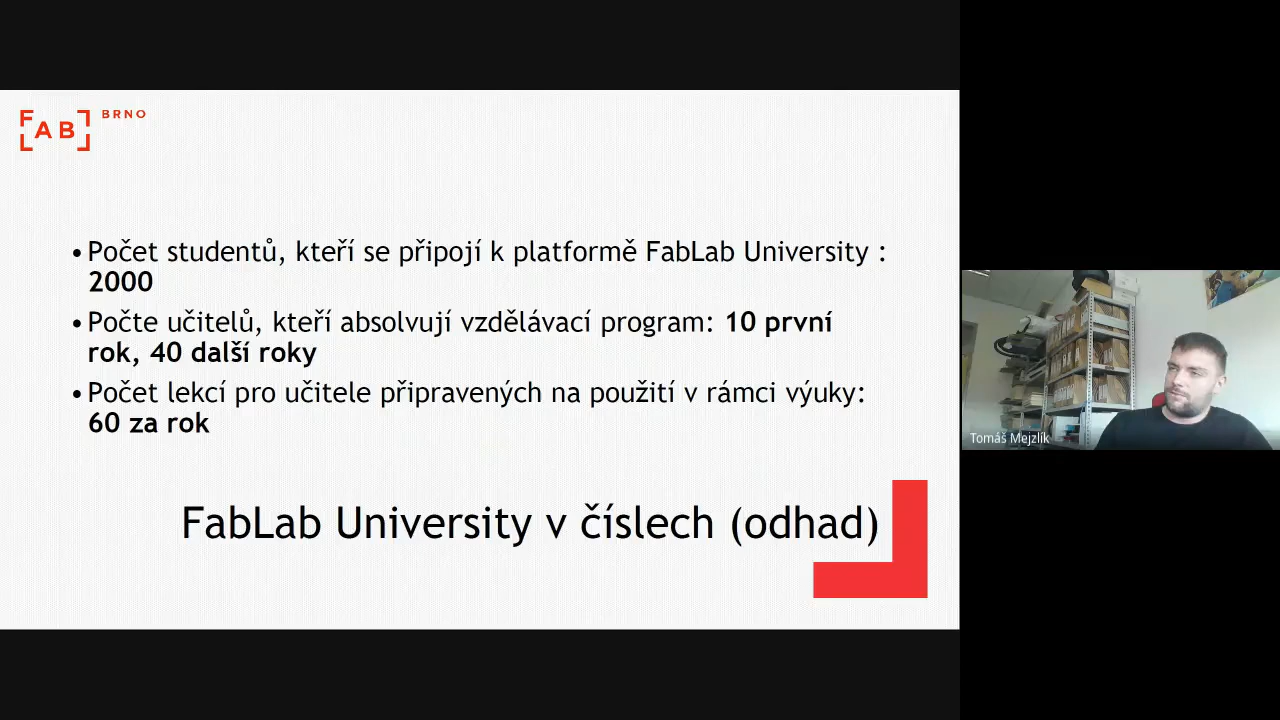 FAB BRNO
•Počet studentů, kteří se připojí k platformě FabLab University :
2000
•Počte učitelů, kteří absolvují vzdělávací program: 10 první
rok, 40 další roky
•Počet lekcí pro učitele připravených na použití v rámci výuky:
60 za rok
FabLab University v číslech (odhad)
Tomáš Mejzlík